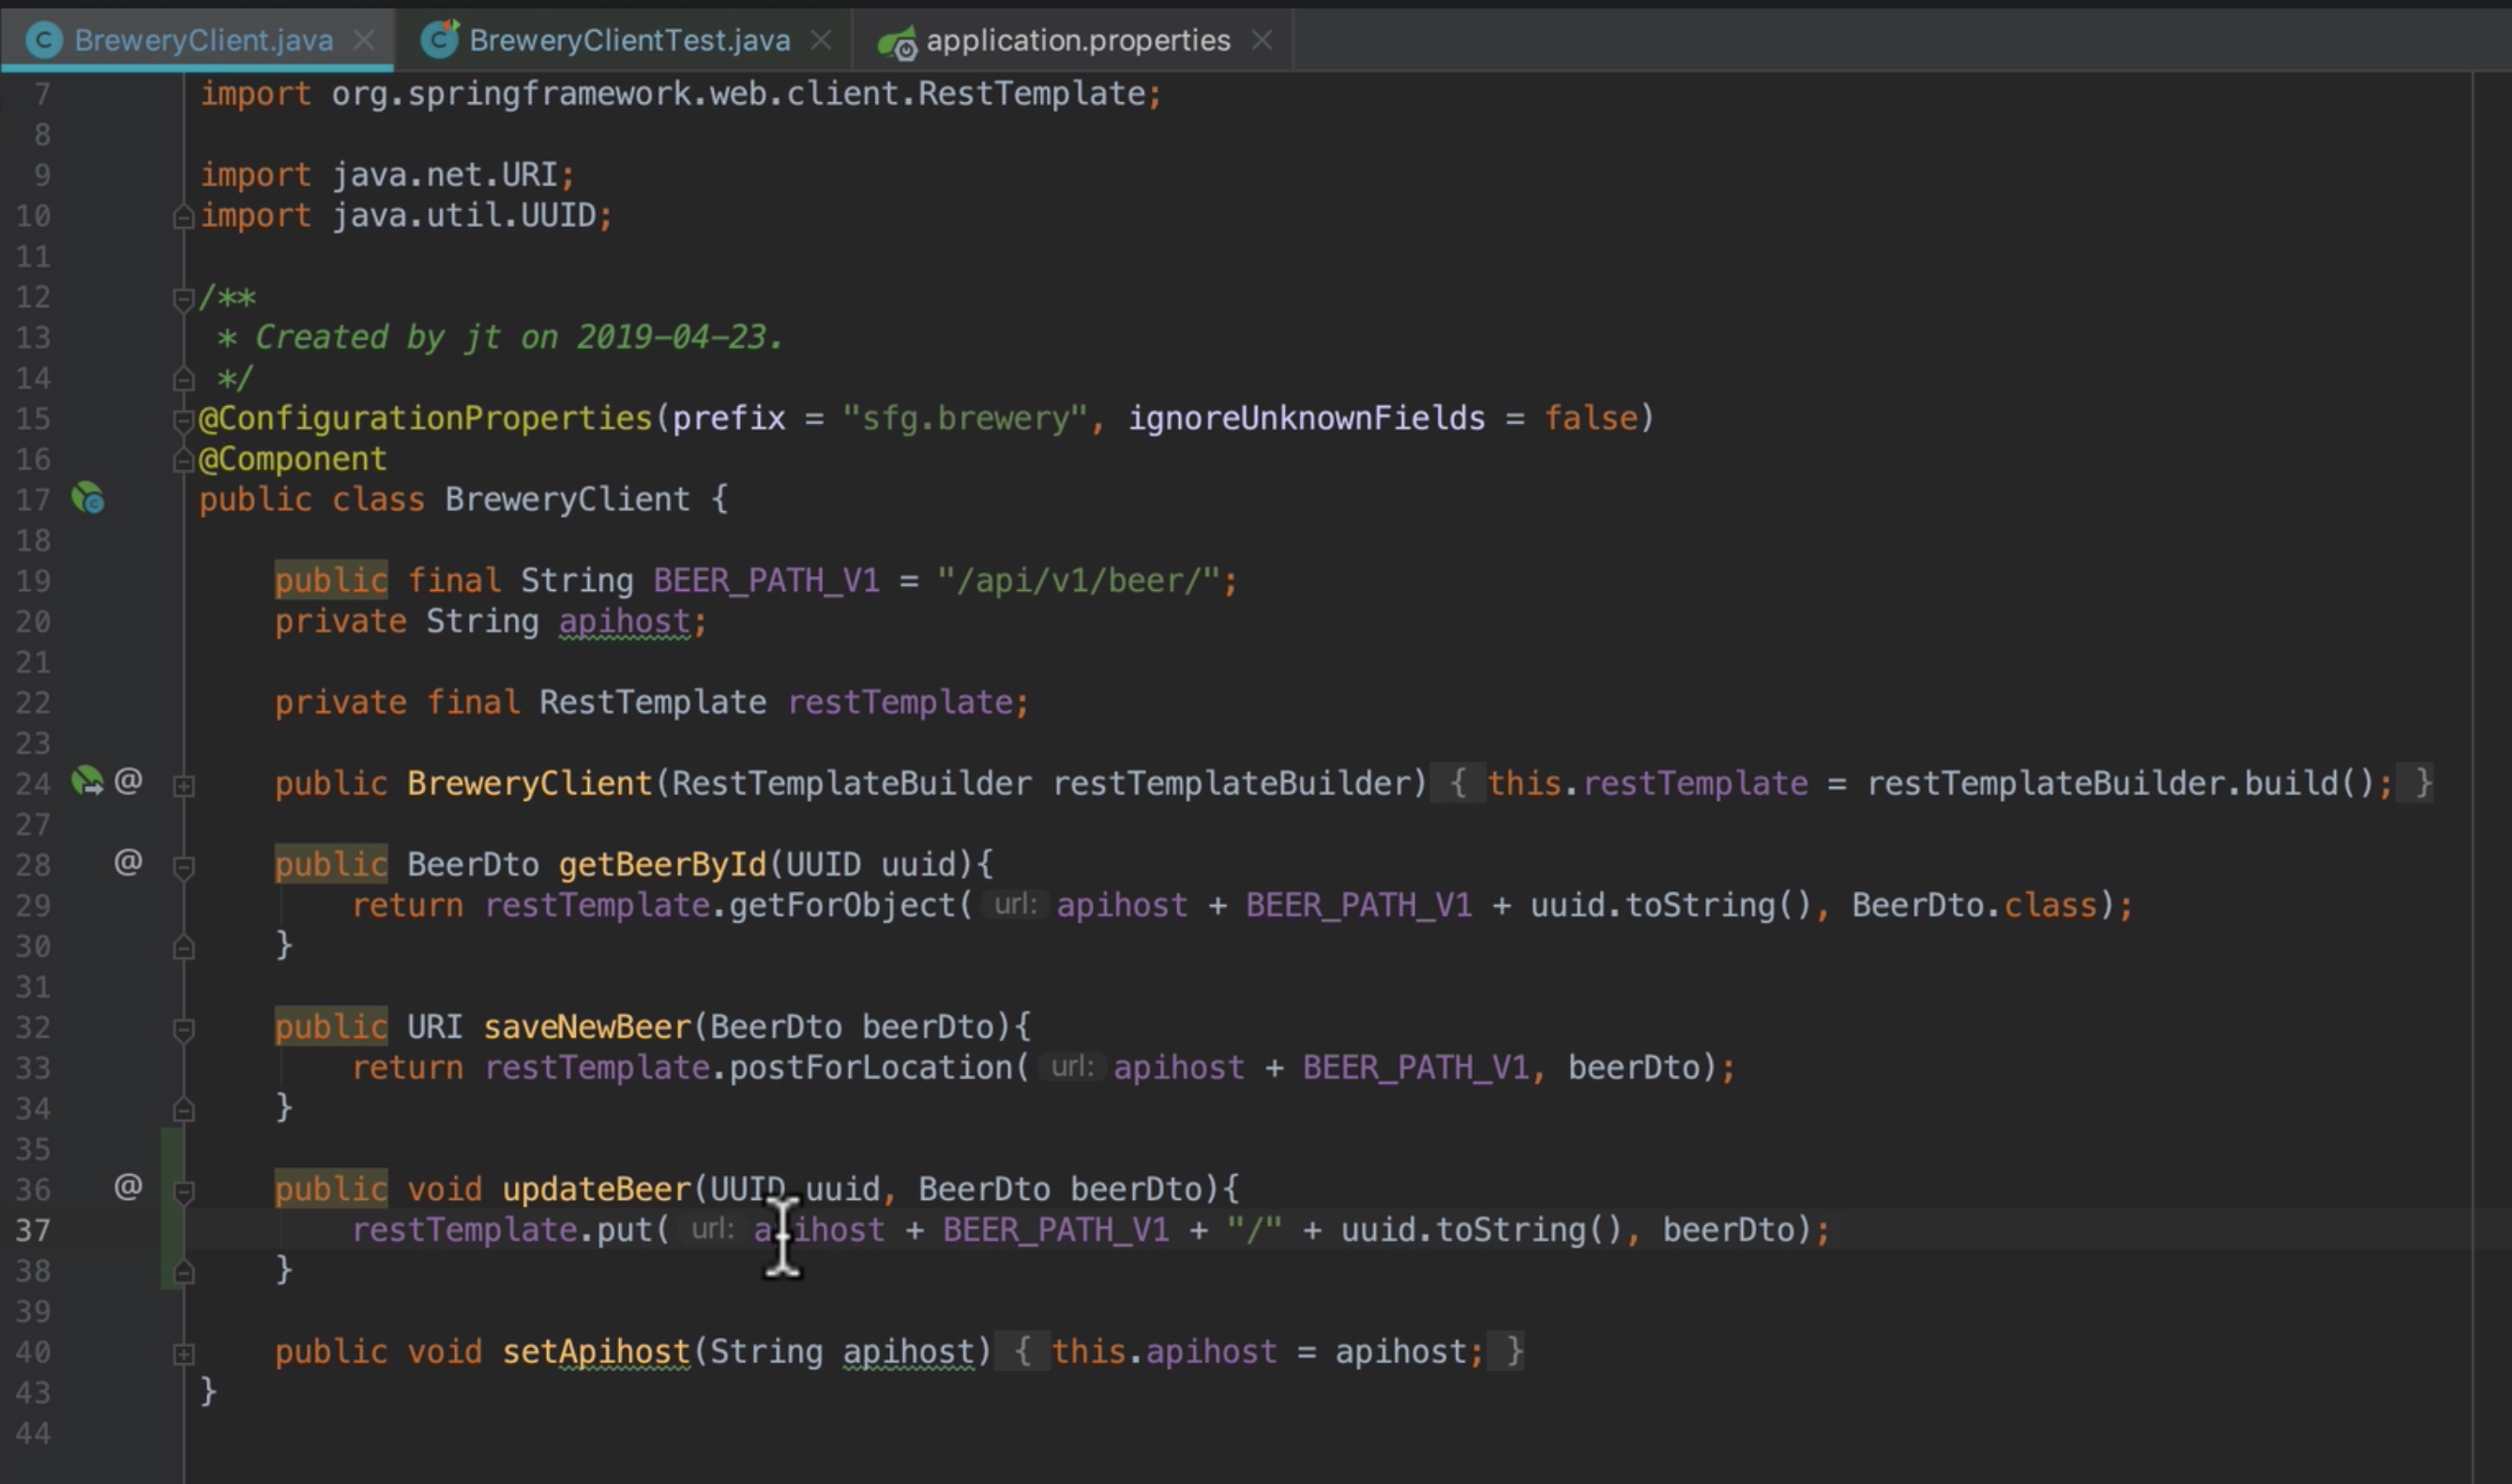 BreweryClient.java BreweryClientTest.java application.properties
7 import org.springframework.web.client.RestTemplate;
8
9 import java.net.URI;
10 import java.util.UUID;
11
12 /**
13  * Created by jt on 2019-04-23.
14  */
15 @ConfigurationProperties(prefix = "sfg.brewery", ignoreUnknownFields = false)
16 @Component
17 public class BreweryClient {
18
19     public final String BEER_PATH_V1 = "/api/v1/beer/";
20     private String apihost;
21
22     private final RestTemplate restTemplate;
23
24 @ public BreweryClient(RestTemplateBuilder restTemplateBuilder) { this.restTemplate = restTemplateBuilder.build(); }
27
28 @ public BeerDto getBeerById(UUID uuid){
29         return restTemplate.getForObject( url: apihost + BEER_PATH_V1 + uuid.toString(), BeerDto.class);
30     }
31
32     public URI saveNewBeer(BeerDto beerDto){
33         return restTemplate.postForLocation( url: apihost + BEER_PATH_V1, beerDto);
34     }
35
36 @ public void updateBeer(UUID uuid, BeerDto beerDto){
37         restTemplate.put( url: apihost + BEER_PATH_V1 + "/" + uuid.toString(), beerDto);
38     }
39
40     public void setApihost(String apihost) { this.apihost = apihost; }
43 }
44